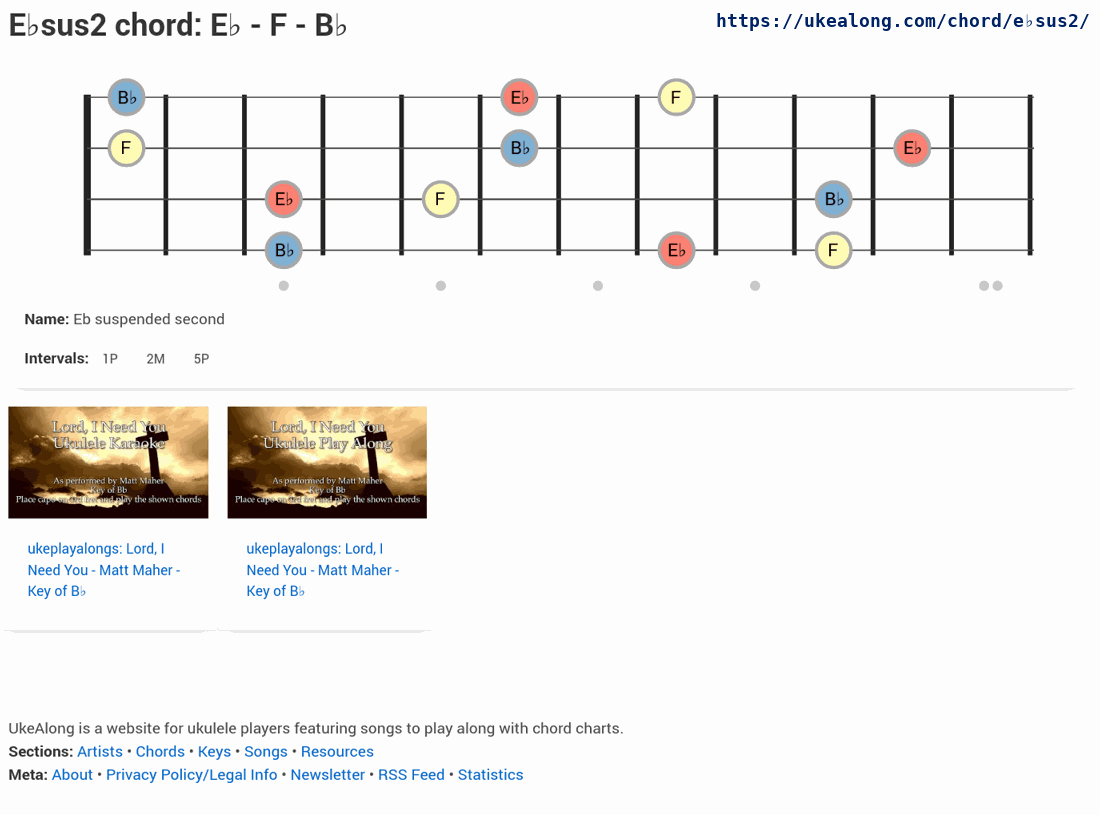 E♭sus2 chord: E♭ - F - B♭
https://ukealong.com/chord/e♭sus2/
B♭ E♭ F
F B♭ E♭
E♭ F B♭
B♭ E♭ F
Name: Eb suspended second
Intervals: 1P 2M 5P
Lord, I Need You
Ukulele Karaoke
As performed by Matt Maher
Key of Bb
Place capo on 3rd fret and play the shown chords
Lord, I Need You
Ukulele Play Along
As performed by Matt Maher
Key of Bb
Place capo on 3rd fret and play the shown chords
ukeplayalongs: Lord, I
Need You - Matt Maher -
Key of B♭
ukeplayalongs: Lord, I
Need You - Matt Maher -
Key of B♭
UkeAlong is a website for ukulele players featuring songs to play along with chord charts.
Sections: Artists • Chords • Keys • Songs • Resources
Meta: About • Privacy Policy/Legal Info • Newsletter • RSS Feed • Statistics